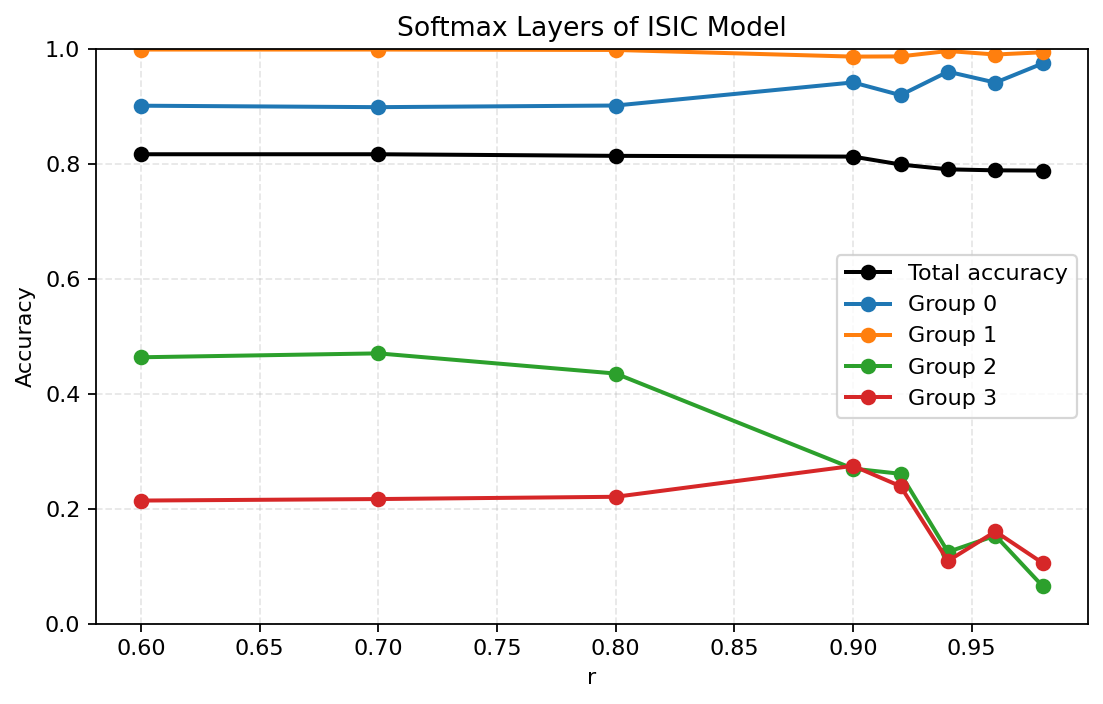 Softmax Layers of ISIC Model
Accuracy
1.0
0.8
0.6
0.4
0.2
0.0
Total accuracy
Group 0
Group 1
Group 2
Group 3
0.60 0.65 0.70 0.75 0.80 0.85 0.90 0.95
r